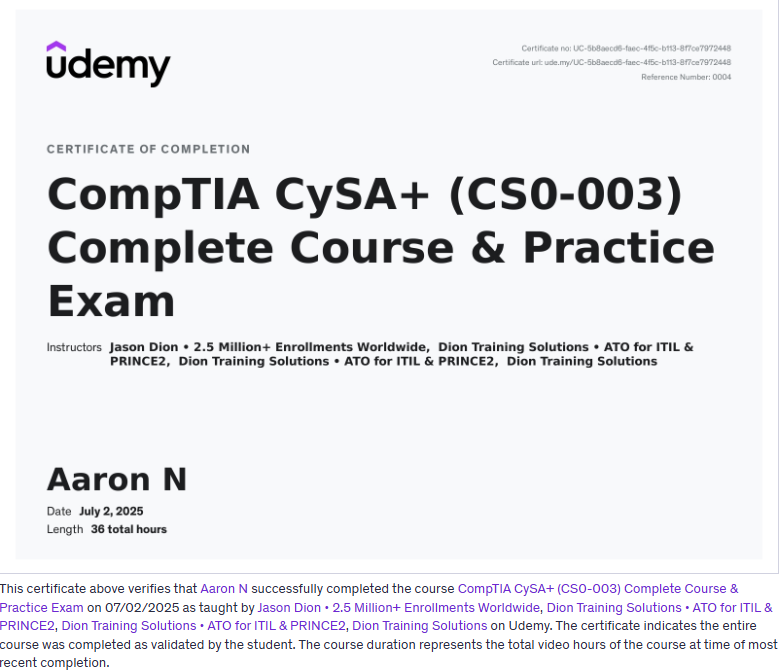 udemy
Certificate no: UC-5b8aecd6-faec-4f5c-b113-8f7ce7972448
Certificate url: ude.my/UC-5b8aecd6-faec-4f5c-b113-8f7ce7972448
Reference Number: 0004
CERTIFICATE OF COMPLETION
CompTIA CySA+ (CS0-003)
Complete Course & Practice
Exam
Instructors Jason Dion • 2.5 Million+ Enrollments Worldwide, Dion Training Solutions • ATO for ITIL &
PRINCE2, Dion Training Solutions • ATO for ITIL & PRINCE2, Dion Training Solutions
Aaron N
Date July 2, 2025
Length 36 total hours
This certificate above verifies that Aaron N successfully completed the course CompTIA CySA+ (CS0-003) Complete Course &
Practice Exam on 07/02/2025 as taught by Jason Dion • 2.5 Million+ Enrollments Worldwide, Dion Training Solutions • ATO for ITIL &
PRINCE2, Dion Training Solutions • ATO for ITIL & PRINCE2, Dion Training Solutions on Udemy. The certificate indicates the entire
course was completed as validated by the student. The course duration represents the total video hours of the course at time of most
recent completion.